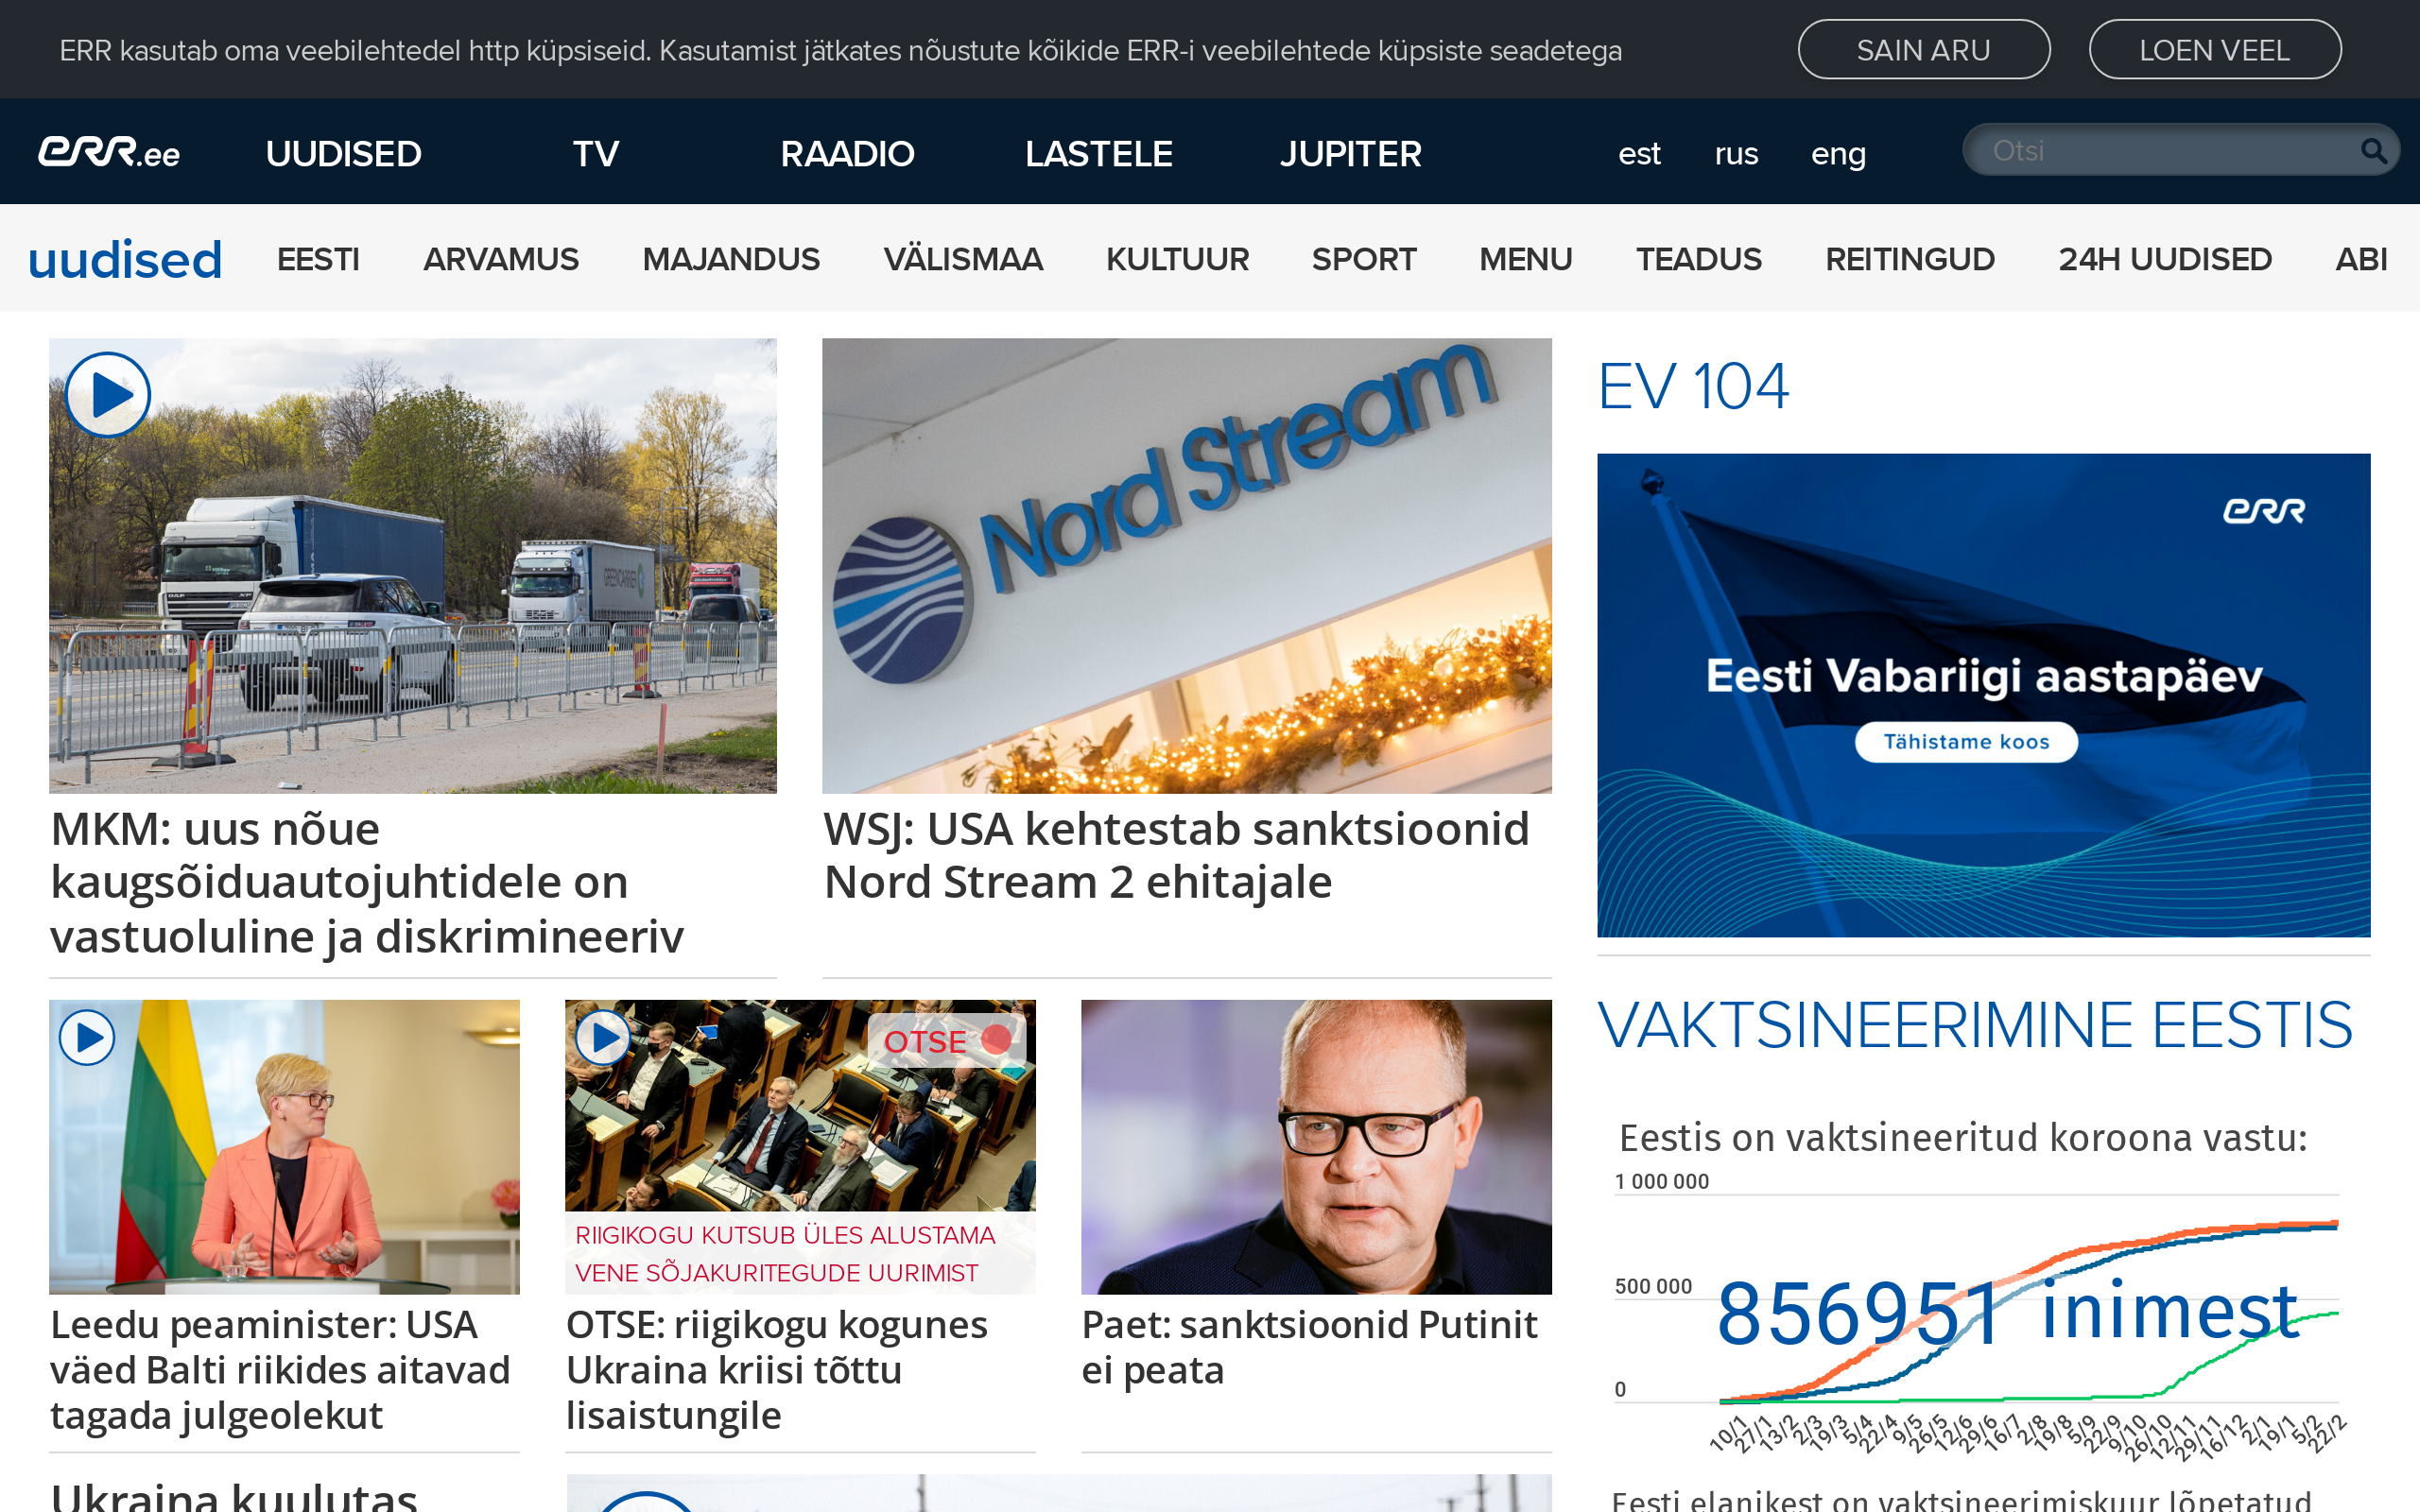 ERR kasutab oma veebilehtedel http küpsiseid. Kasutamist jätkates nõustute kõikide ERR-i veebilehtede küpsiste seadetega
SAIN ARU
LOEN VEEL
err.ee
UUDISED
TV
RAADIO
LASTELE
JUPITER
est
rus
eng
Otsi
uudised
EESTI
ARVAMUS
MAJANDUS
VÄLISMAA
KULTUUR
SPORT
MENU
TEADUS
REITINGUD
24H UUDISED
ABI
MKM: uus nõue
kaugsõiduautojuhtidele on
vastuoluline ja diskrimineeriv
Nord Stream
WSJ: USA kehtestab sanktsioonid
Nord Stream 2 ehitajale
EV 104
err
Eesti Vabariigi aastapäev
Tähistame koos
OTSE
RIIGIKOGU KUTSUB ÜLES ALUSTAMA
VENE SÕJAKURITEGUDE UURIMIST
Leedu peaminister: USA
väed Balti riikides aitavad
tagada julgeolekut
OTSE: riigikogu kogunes
Ukraina kriisi tõttu
lisaistungile
Paet: sanktsioonid Putinit
ei peata
VAKTSINEERIMINE EESTIS
Eestis on vaktsineeritud koroona vastu:
1 000 000
500 000
0
856951 inimest
10/1
27/1
13/2
2/3
19/3
5/4
22/4
9/5
26/5
12/6
29/6
16/7
2/8
19/8
5/9
22/9
9/10
26/10
12/11
29/11
16/12
2/1
19/1
5/2
22/2
Ukraina kuulutas
Eesti elanikest on vaktsineerimiskuur lõpetatud